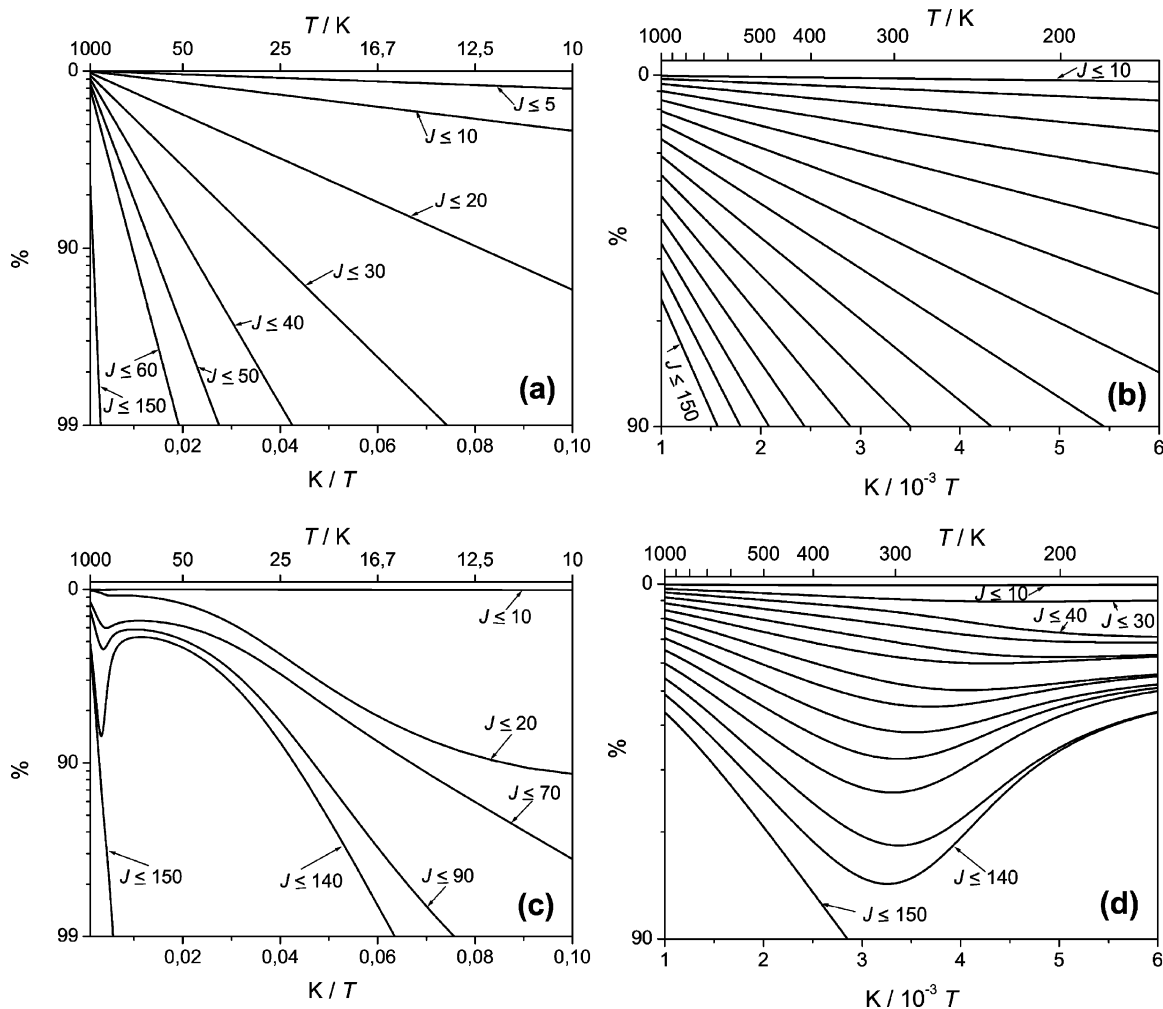 T / K
1000 50 25 16,7 12,5 10
0
90
99
%
J ≤ 5
J ≤ 10
J ≤ 20
J ≤ 30
J ≤ 40
J ≤ 60
J ≤ 50
J ≤ 150
(a)
0,02 0,04 0,06 0,08 0,10
K / T
T / K
1000 500 400 300 200
0
90
%
J ≤ 10
J ≤ 150
(b)
1 2 3 4 5 6
K / 10⁻³ T
T / K
1000 50 25 16,7 12,5 10
0
90
99
%
J ≤ 10
J ≤ 20
J ≤ 70
J ≤ 150
J ≤ 140
J ≤ 90
(c)
0,02 0,04 0,06 0,08 0,10
K / T
T / K
1000 500 400 300 200
0
90
%
J ≤ 10
J ≤ 40
J ≤ 30
J ≤ 140
J ≤ 150
(d)
1 2 3 4 5 6
K / 10⁻³ T